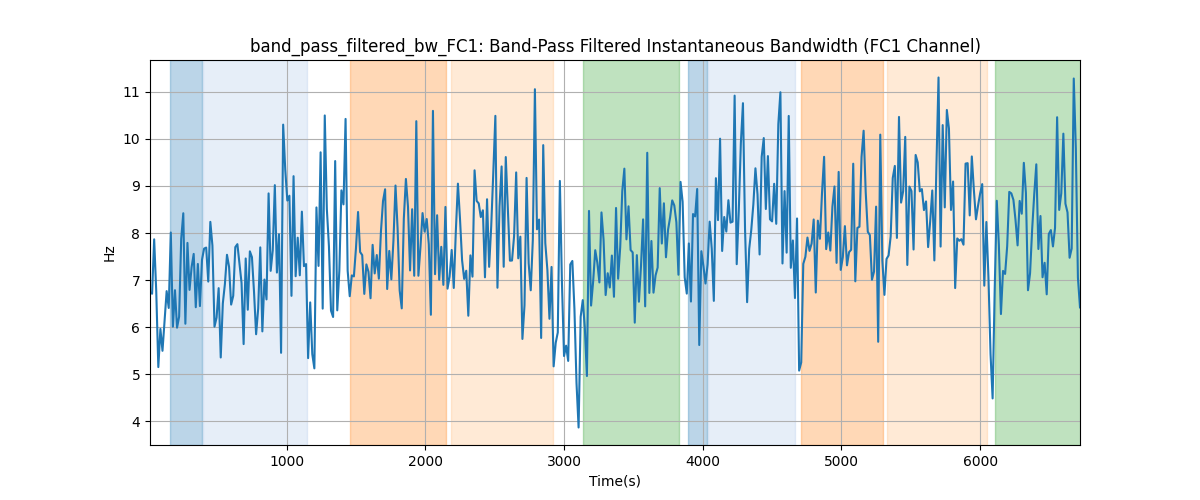 band_pass_filtered_bw_FC1: Band-Pass Filtered Instantaneous Bandwidth (FC1 Channel)
11
10
9
8
7
6
5
4
Hz
1000 2000 3000 4000 5000 6000
Time(s)